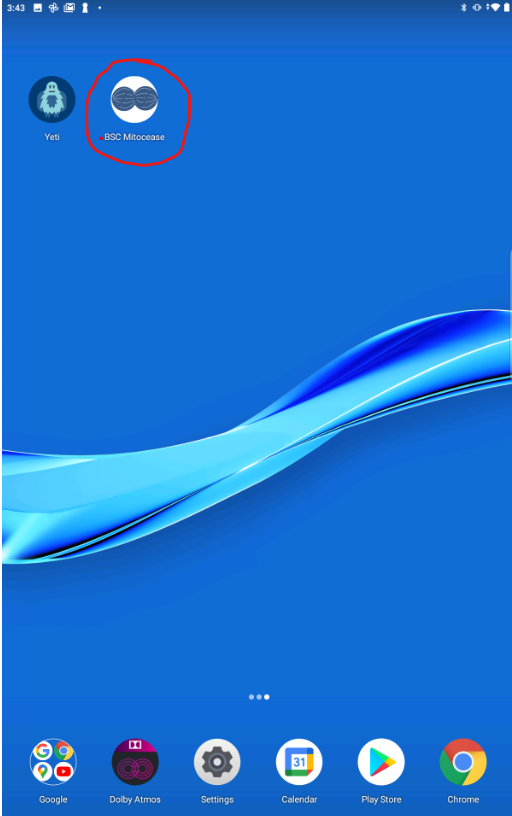 3:43
Yeti
BSC Mitocease
31
Google
Dolby Atmos
Settings
Calendar
Play Store
Chrome